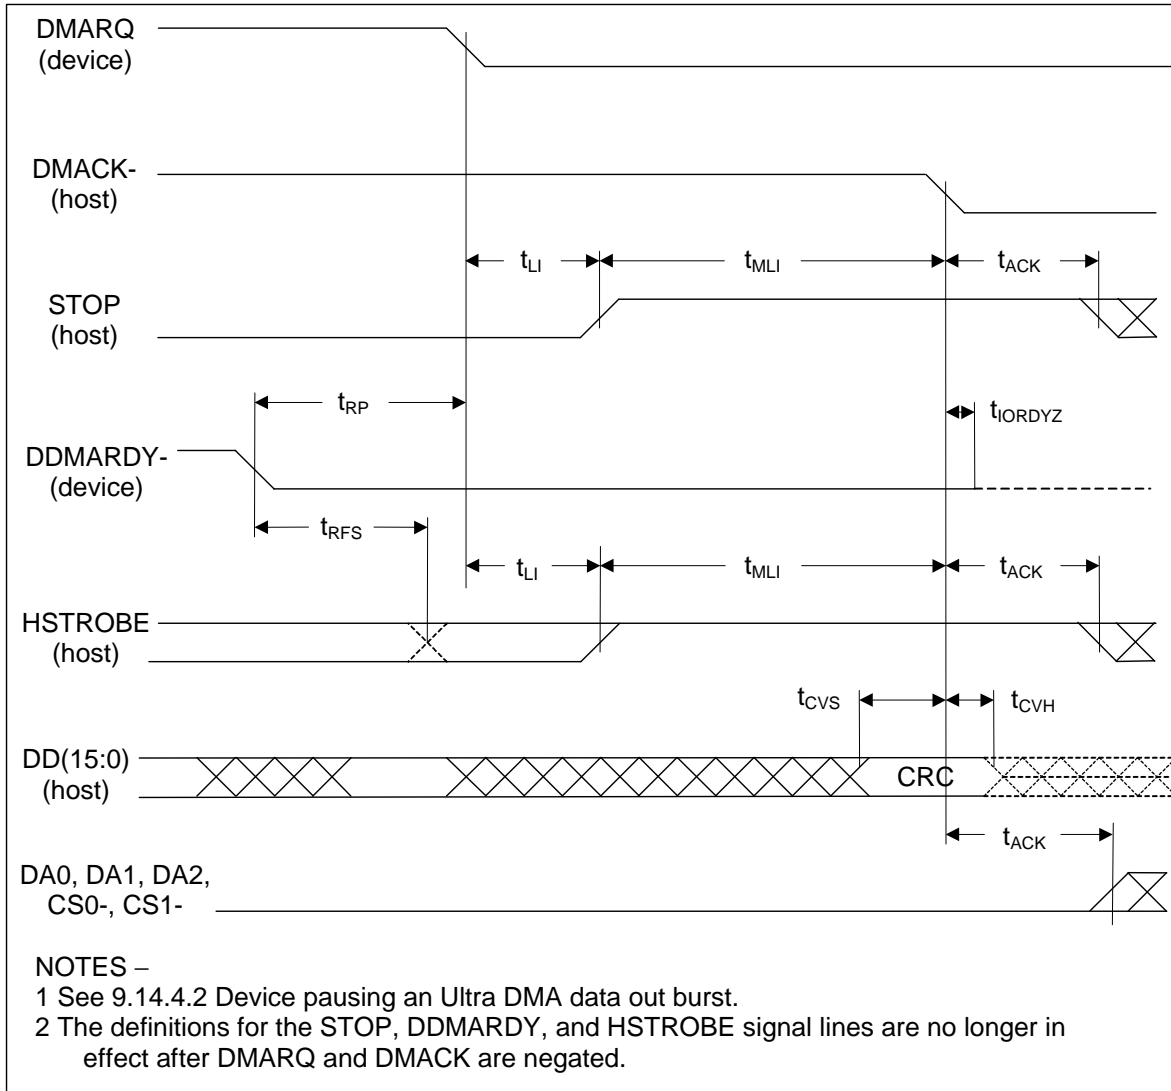 DMARQ
(device)
DMACK-
(host)
tLI
tMLI
tACK
STOP
(host)
tRP
tIORDYZ
DDMARDY-
(device)
tRFS
tLI
tMLI
tACK
HSTROBE
(host)
tCVS
tCVH
DD(15:0)
(host)
CRC
tACK
DA0, DA1, DA2,
CS0-, CS1-
NOTES –
1 See 9.14.4.2 Device pausing an Ultra DMA data out burst.
2 The definitions for the STOP, DDMARDY, and HSTROBE signal lines are no longer in
effect after DMARQ and DMACK are negated.